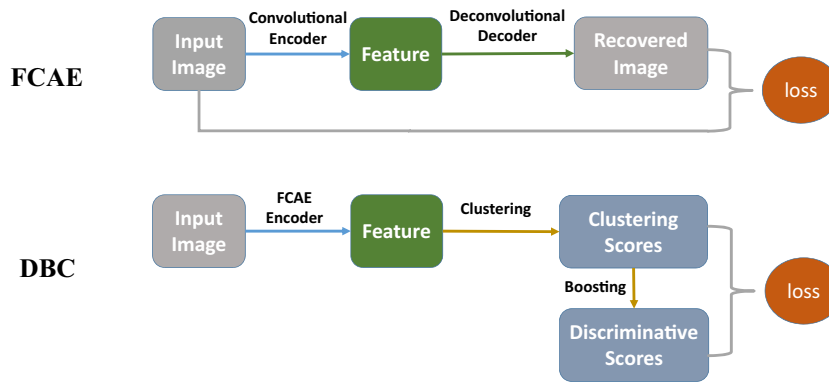 FCAE
Input
Image
Convolutional
Encoder
Feature
Deconvolutional
Decoder
Recovered
Image
loss
DBC
Input
Image
FCAE
Encoder
Feature
Clustering
Clustering
Scores
Boosting
Discriminative
Scores
loss